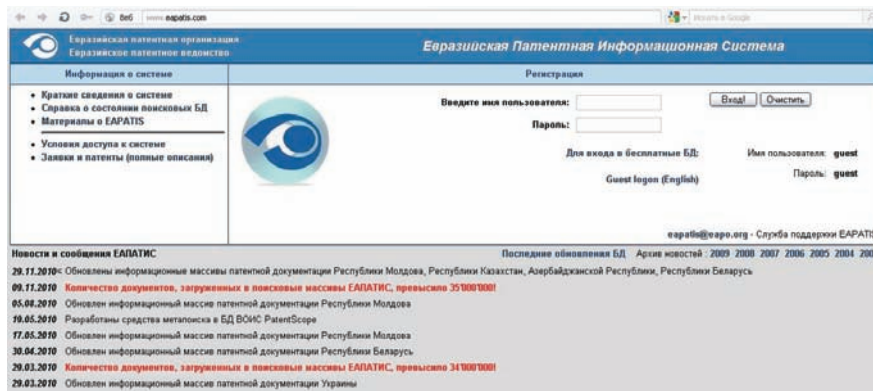 Веб www.eapatis.com Искать в Google
Евразийская патентная организация
Евразийское патентное ведомство
Евразийская Патентная Информационная Система
Информация о системе
Регистрация
• Краткие сведения о системе
• Справка о состоянии поисковых БД
• Материалы о EAPATIS
• Условия доступа к системе
• Заявки и патенты (полные описания)
Введите имя пользователя: Вход! Очистить
Пароль:
Для входа в бесплатные БД: Имя пользователя: guest
Guest logon (English) Пароль: guest
eapatis@eapo.org - Служба поддержки EAPATIS
Новости и сообщения ЕАПАТИС Последние обновления БД Архив новостей : 2009 2008 2007 2006 2005 2004 200
29.11.2010< Обновлены информационные массивы патентной документации Республики Молдова, Республики Казахстан, Азербайджанской Республики, Республики Беларусь
09.11.2010 Количество документов, загруженных в поисковые массивы ЕАПАТИС, превысило 35'000'000!
05.08.2010 Обновлен информационный массив патентной документации Республики Молдова
19.05.2010 Разработаны средства метапоиска в БД ВОИС PatentScope
17.05.2010 Обновлен информационный массив патентной документации Республики Молдова
30.04.2010 Обновлен информационный массив патентной документации Республики Беларусь
29.03.2010 Количество документов, загруженных в поисковые массивы ЕАПАТИС, превысило 34'000'000!
29.03.2010 Обновлен информационный массив патентной документации Украины